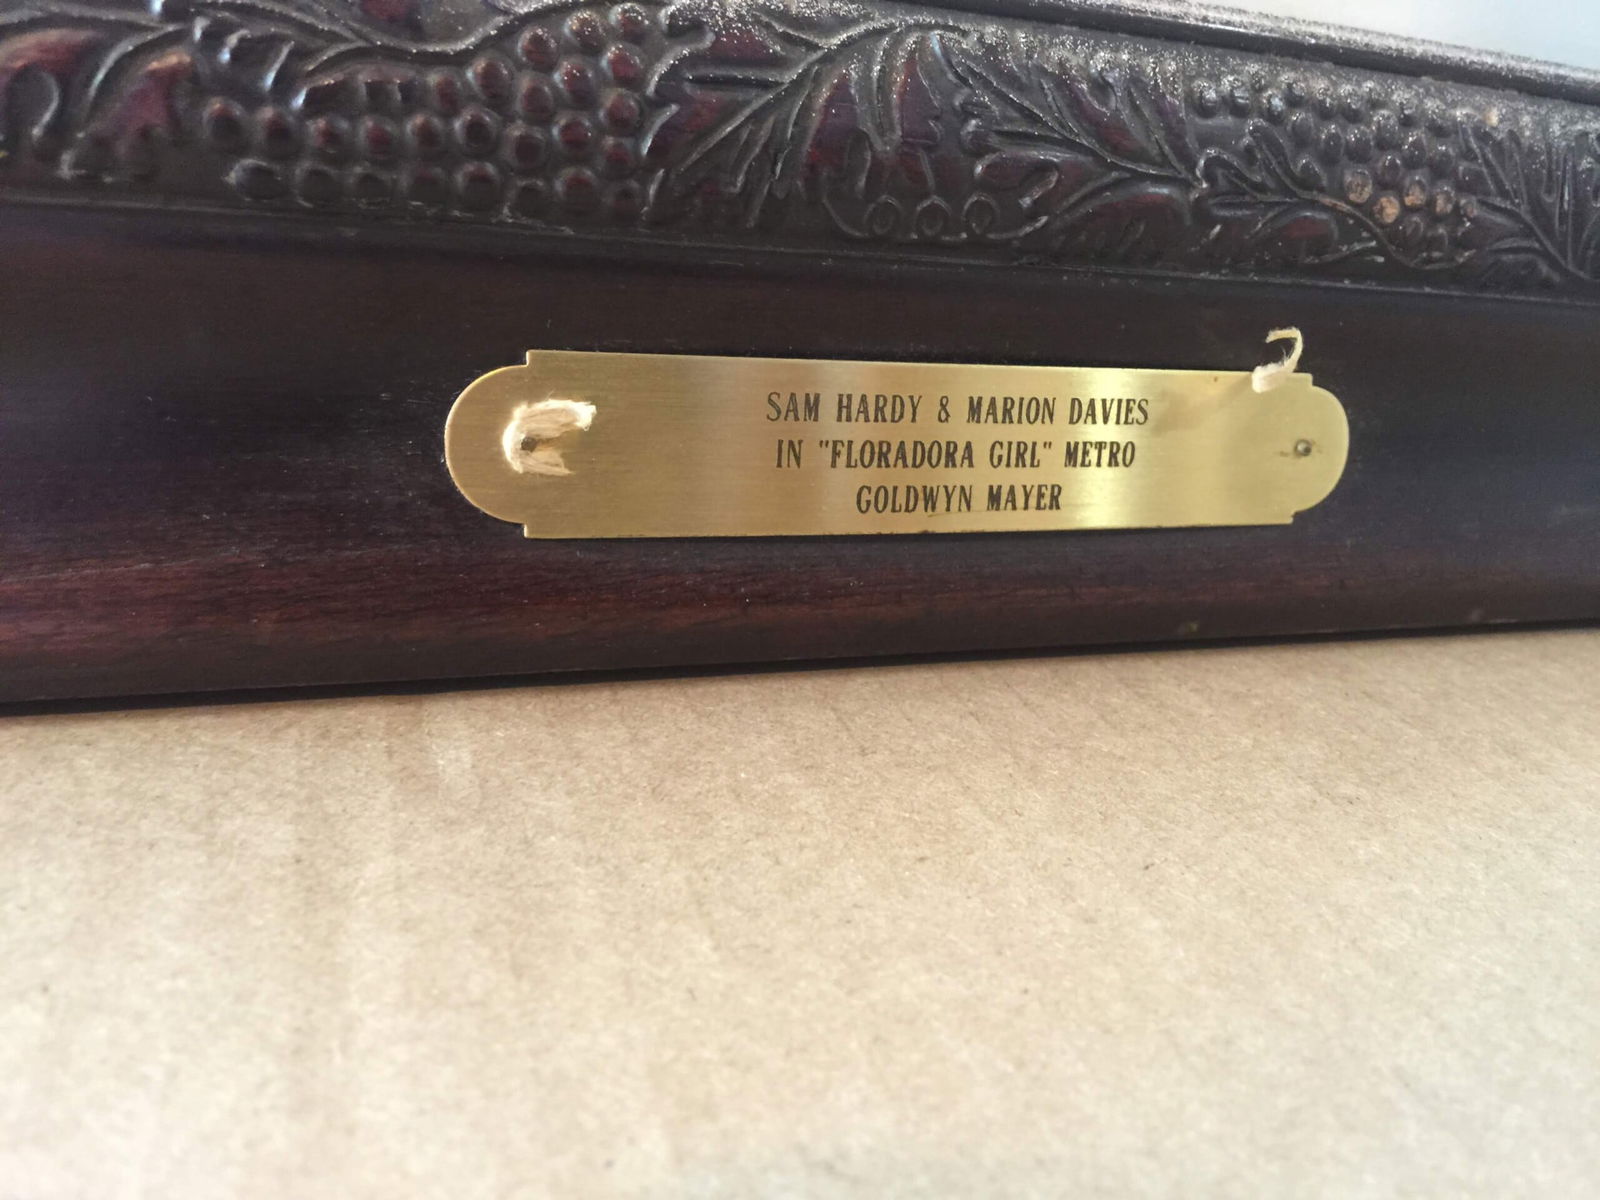 SAM HARDY & MARION DAVIES
IN "FLORADORA GIRL" METRO
GOLDWYN MAYER